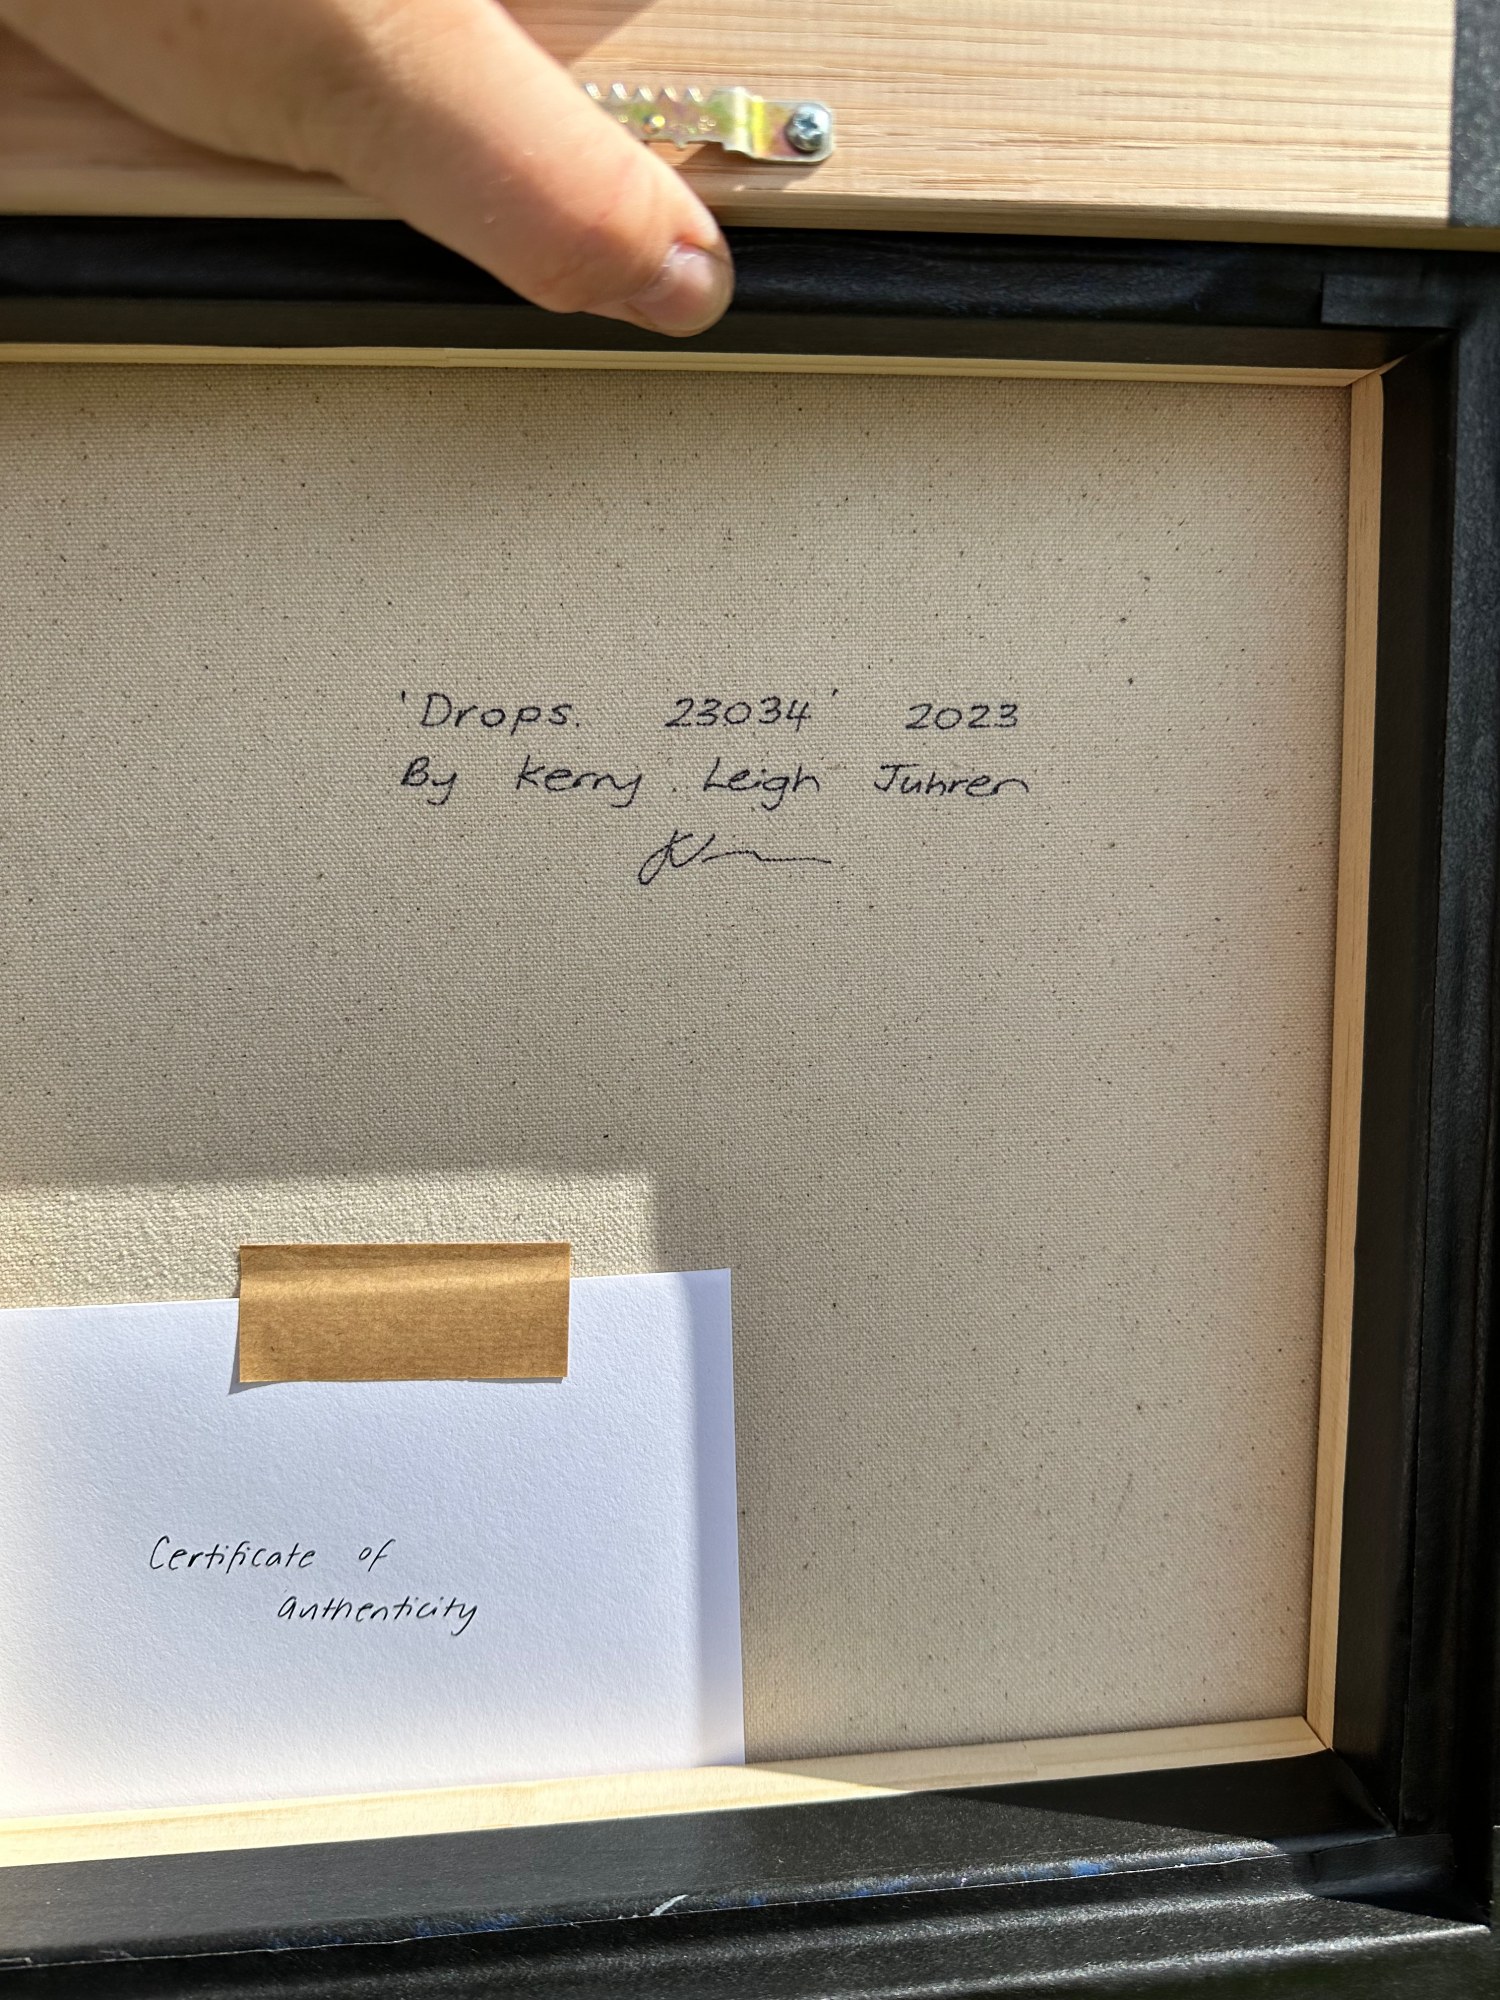 'Drops. 23034' 2023
By Kerry Leigh Juhren
Certificate of
authenticity